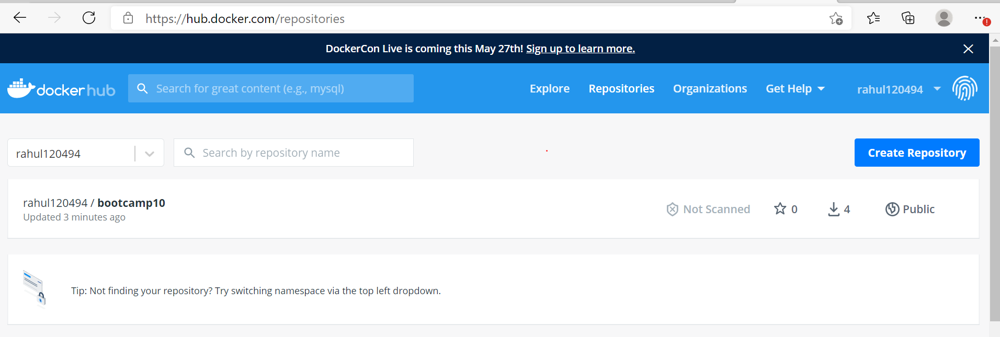 https://hub.docker.com/repositories
DockerCon Live is coming this May 27th! Sign up to learn more.
docker hub
Search for great content (e.g., mysql)
Explore
Repositories
Organizations
Get Help
rahul120494
rahul120494
Search by repository name
Create Repository
rahul120494 / bootcamp10
Updated 3 minutes ago
Not Scanned
0
4
Public
Tip: Not finding your repository? Try switching namespace via the top left dropdown.